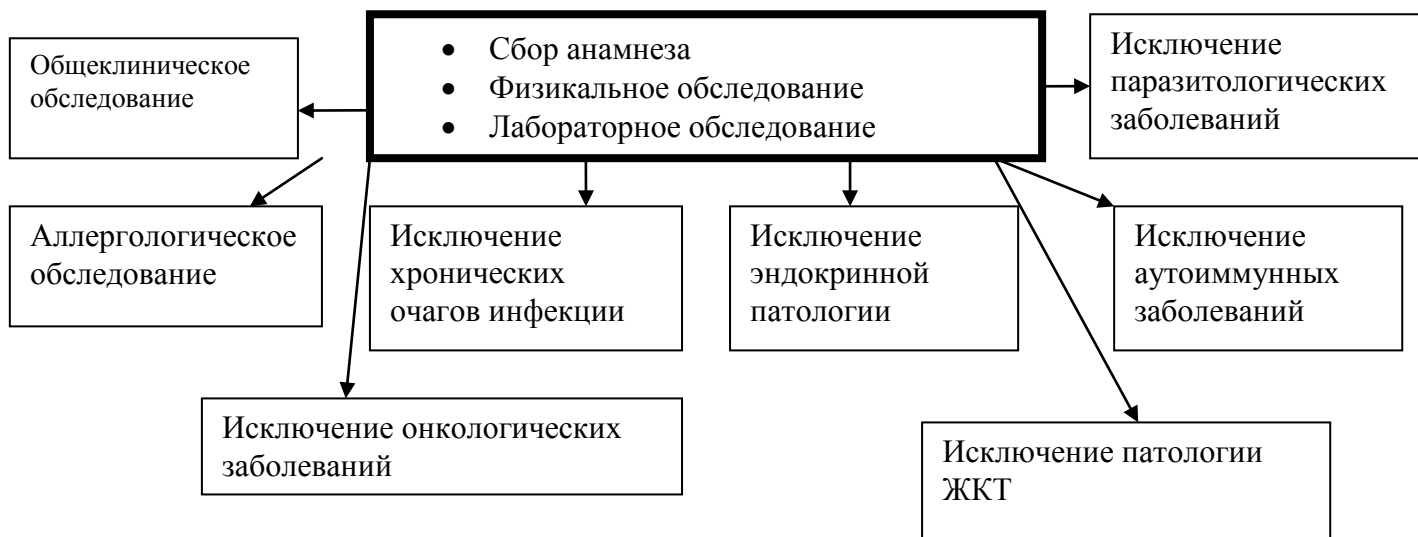 Общеклиническое
обследование
• Сбор анамнеза
• Физикальное обследование
• Лабораторное обследование
Исключение
паразитологических
заболеваний
Аллергологическое
обследование
Исключение
хронических
очагов инфекции
Исключение
эндокринной
патологии
Исключение
аутоиммунных
заболеваний
Исключение онкологических
заболеваний
Исключение патологии
ЖКТ